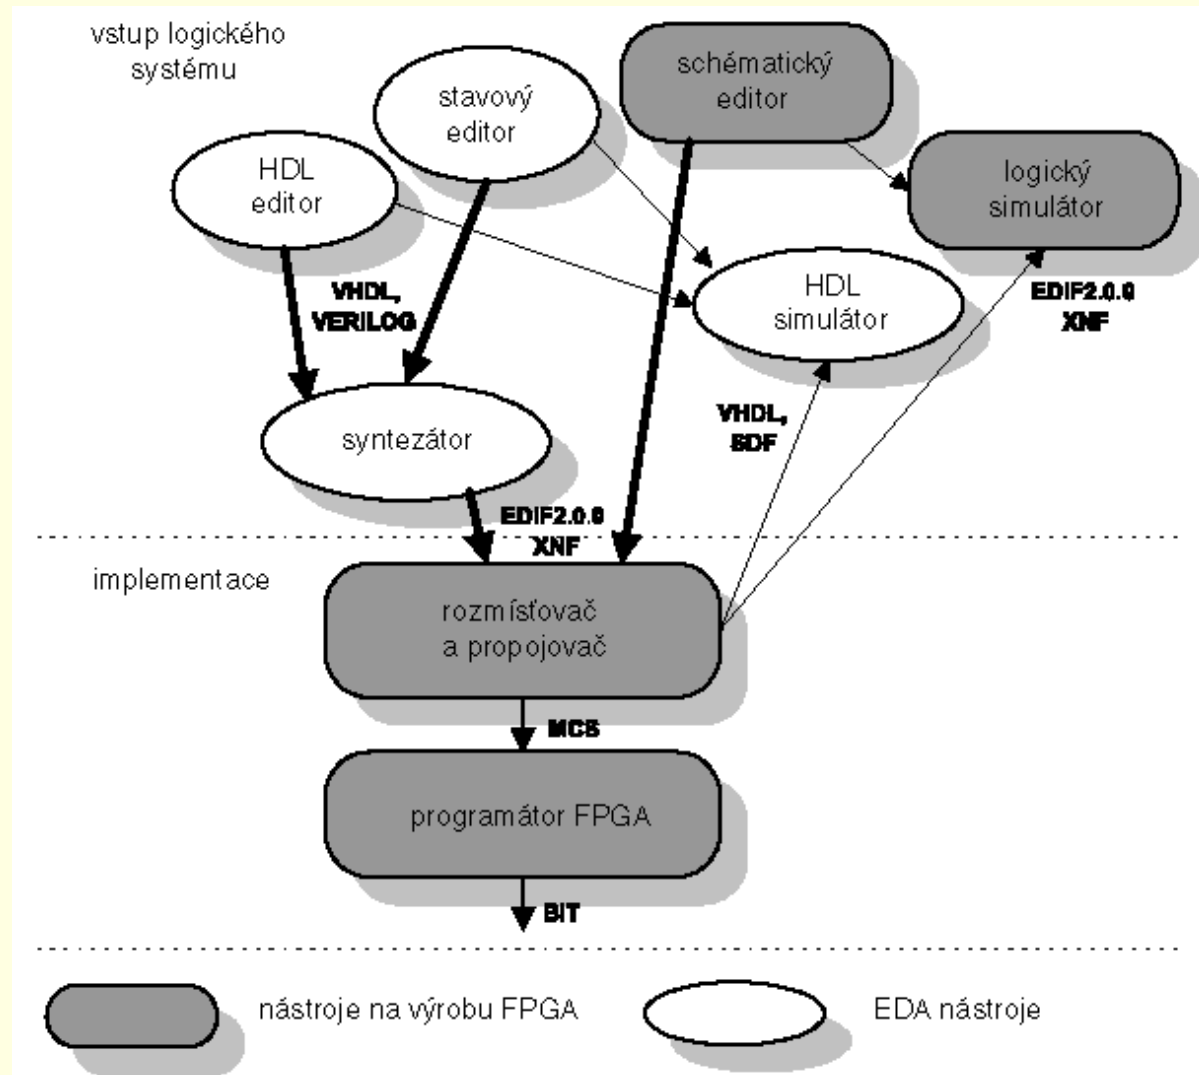 vstup logického
systému
stavový
editor
schématický
editor
HDL
editor
logický
simulátor
VHDL,
VERILOG
HDL
simulátor
EDIF2.0.0
XNF
VHDL,
SDF
syntezátor
EDIF2.0.0
XNF
implementace
rozmísťovač
a propojovač
MCS
programátor FPGA
BIT
nástroje na výrobu FPGA
EDA nástroje